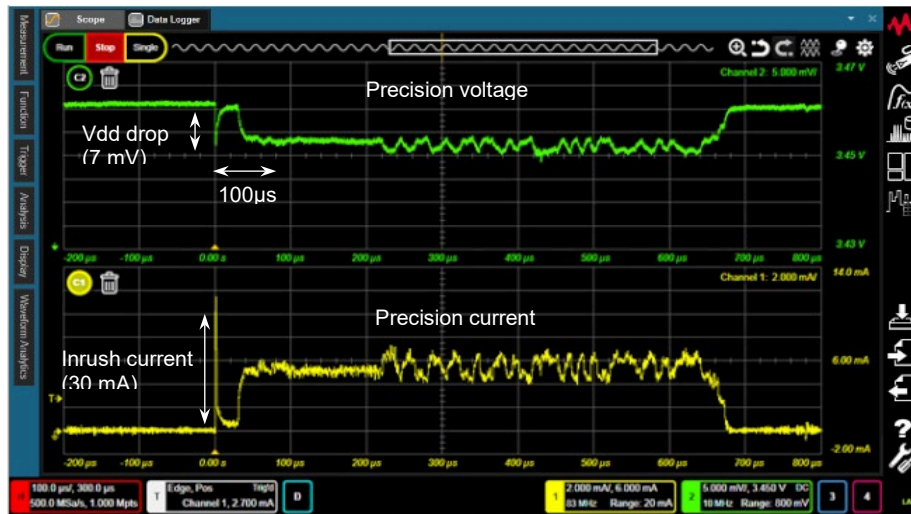 Scope
Data Logger
Run
Stop
Single
Measurement
Function
Trigger
Analysis
Display
Waveform Analytics
C2
Channel 2: 5.000 mV/
3.47 V
Precision voltage
Vdd drop
(7 mV)
3.45 V
100µs
3.43 V
-200 µs -100 µs 0.00 s 100 µs 200 µs 300 µs 400 µs 500 µs 600 µs 700 µs 800 µs
C1
Channel 1: 2.000 mA/
14.0 mA
Precision current
Inrush current
(30 mA)
6.00 mA
T
-2.00 mA
-200 µs -100 µs 0.00 s 100 µs 200 µs 300 µs 400 µs 500 µs 600 µs 700 µs 800 µs
f(x)
?
H
100.0 µs/, 300.0 µs
500.0 MSa/s, 1.000 Mpts
T
Edge, Pos Trig'd
Channel 1, 2.700 mA
D
1
2.000 mA/, 6.000 mA
83 MHz Range: 20 mA
2
5.000 mV/, 3.450 V DC
10 MHz Range: 800 mV
3
4